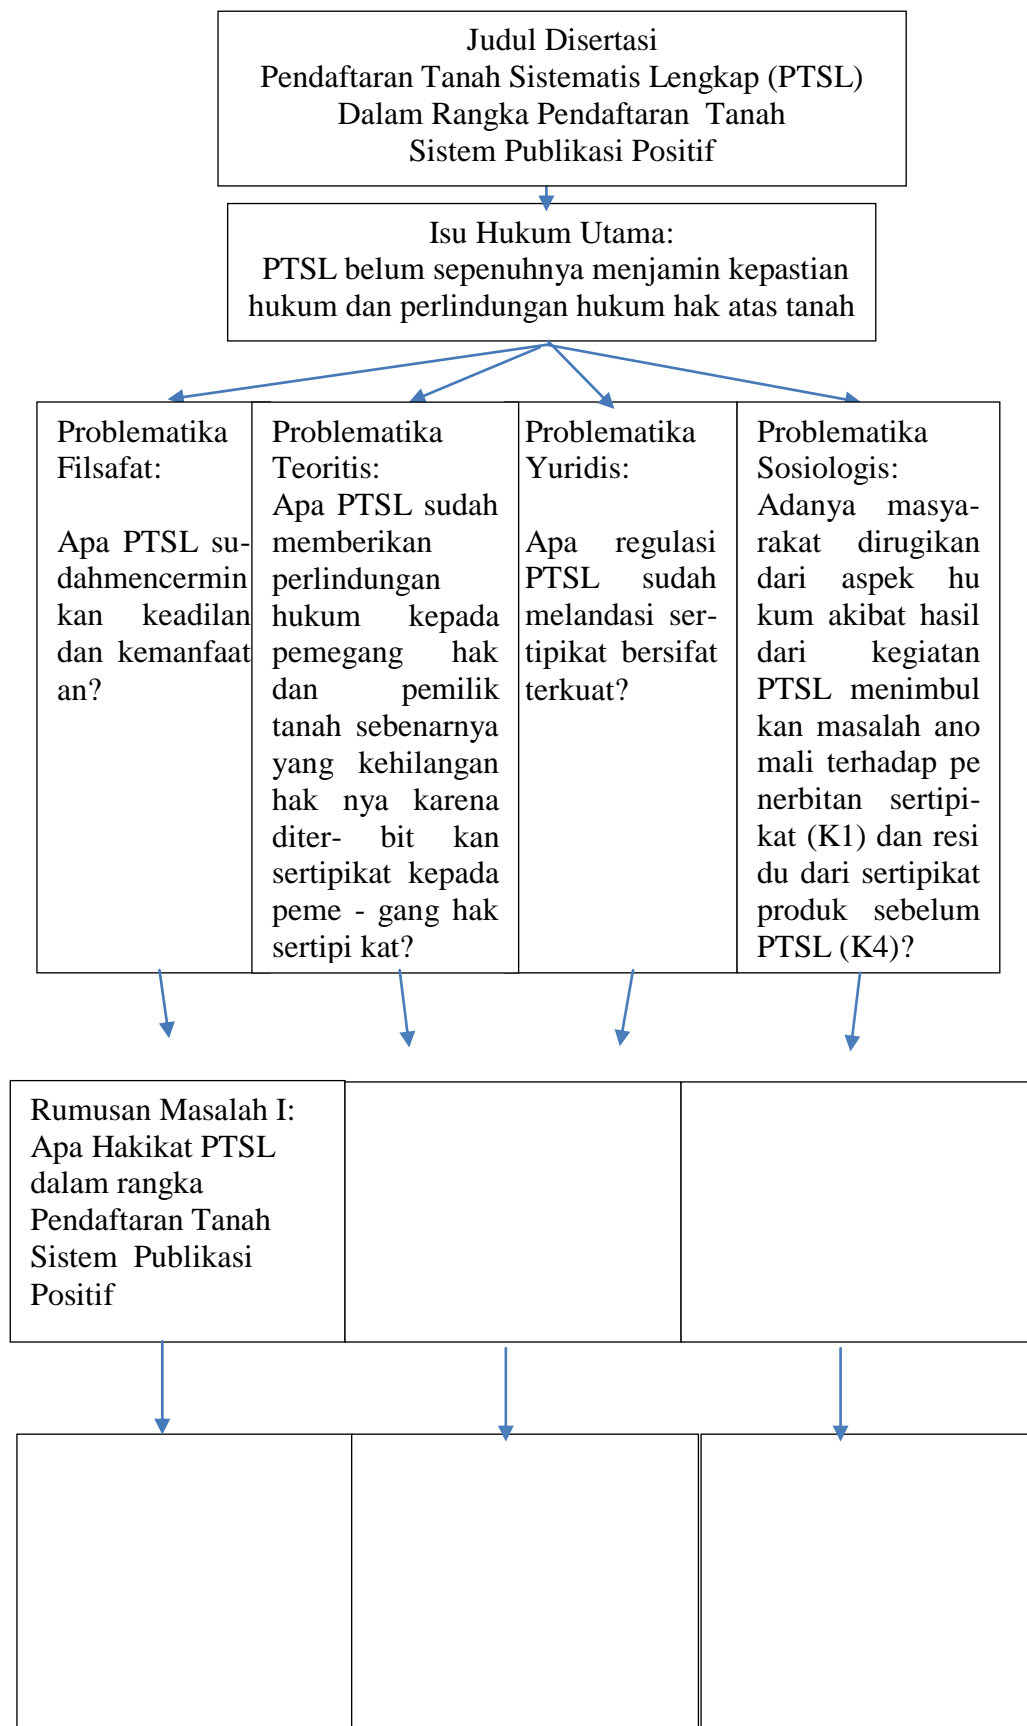 Judul Disertasi
Pendaftaran Tanah Sistematis Lengkap (PTSL)
Dalam Rangka Pendaftaran  Tanah
Sistem Publikasi Positif
Isu Hukum Utama:
PTSL belum sepenuhnya menjamin kepastian
hukum dan perlindungan hukum hak atas tanah
Problematika
Filsafat:
Apa PTSL su-
dahmencermin
kan keadilan
dan kemanfaat
an?
Problematika
Teoritis:
Apa PTSL sudah
memberikan
perlindungan
hukum kepada
pemegang hak
dan pemilik
tanah sebenarnya
yang kehilangan
hak nya karena
diter- bit kan
sertipikat kepada
peme - gang hak
sertipi kat?
Problematika
Yuridis:
Apa regulasi
PTSL sudah
melandasi ser-
tipikat bersifat
terkuat?
Problematika
Sosiologis:
Adanya masya-
rakat dirugikan
dari aspek hu
kum akibat hasil
dari kegiatan
PTSL menimbul
kan masalah ano
mali terhadap pe
nerbitan sertipi-
kat (K1) dan resi
du dari sertipikat
produk sebelum
PTSL (K4)?
Rumusan Masalah I:
Apa Hakikat PTSL
dalam rangka
Pendaftaran Tanah
Sistem  Publikasi
Positif